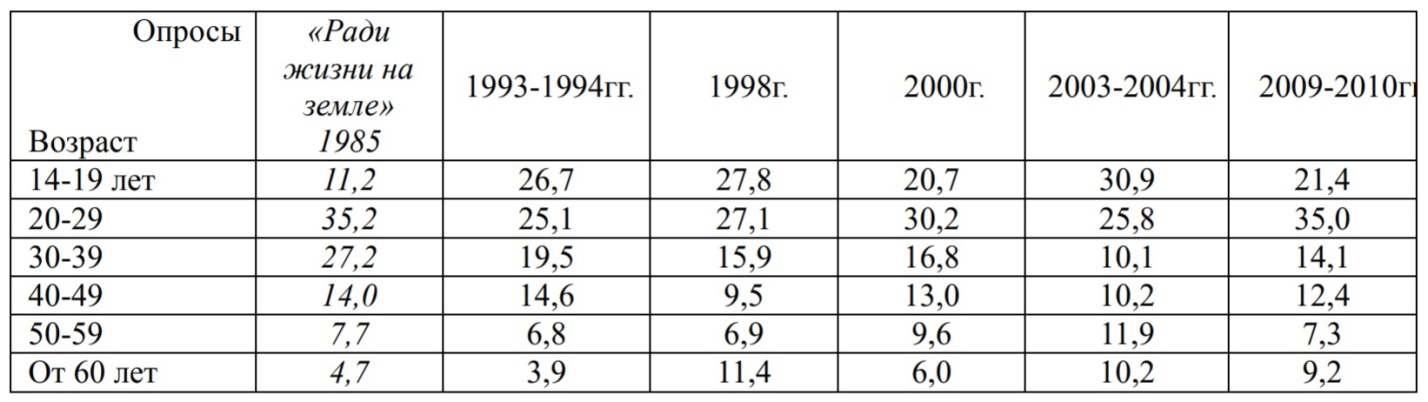 Опросы
Возраст
«Ради
жизни на
земле»
1985
1993-1994гг.
1998г.
2000г.
2003-2004гг.
2009-2010г
14-19 лет 11,2 26,7 27,8 20,7 30,9 21,4
20-29 35,2 25,1 27,1 30,2 25,8 35,0
30-39 27,2 19,5 15,9 16,8 10,1 14,1
40-49 14,0 14,6 9,5 13,0 10,2 12,4
50-59 7,7 6,8 6,9 9,6 11,9 7,3
От 60 лет 4,7 3,9 11,4 6,0 10,2 9,2